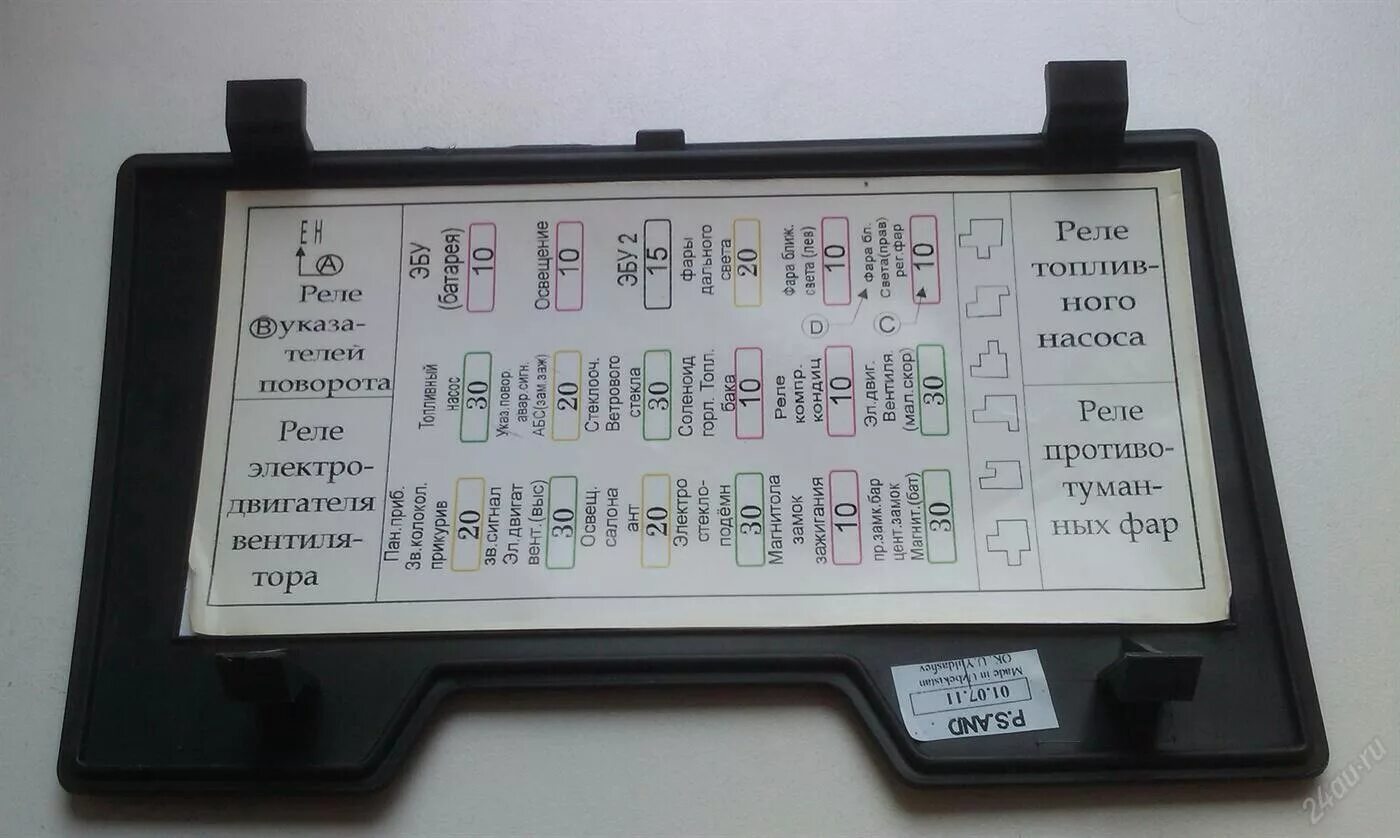 ЕН
А
Реле
В указа-
телей
поворота
Реле
электро-
двигателя
вентиля-
тора
ЭБУ
(батарея)
10
Освещение
10
ЭБУ 2
15
фары
дального
света
20
Фара ближ.
света (лев)
10
Фара бл.
Света(прав)
рег.фар
10
D
C
Топливный
насос
30
Указ.повор.
авар.сигн.
АБС(зам заж)
20
Стеклооч.
Ветрового
стекла
30
Соленоид
горл. Топл.
бака
10
Реле
компр.
кондиц
10
Эл.двиг.
Вентиля.
(мал.скор)
30
Пан.приб.
Зв.колокол.
прикурив
20
зв.сигнал
Эл двигат
вент.(выс)
30
Освещ.
салона
ант
20
Электро
стекло-
подёмн
30
Магнитола
замок
зажигания
10
пр.замк.бар
цент.замок
Магнит.(бат)
30
Реле
топлив-
ного
насоса
Реле
противо-
туман-
ных фар
P.S.AND
01.07.11
Made in Uzbekistan
OK. U.Yildashev
24au.ru